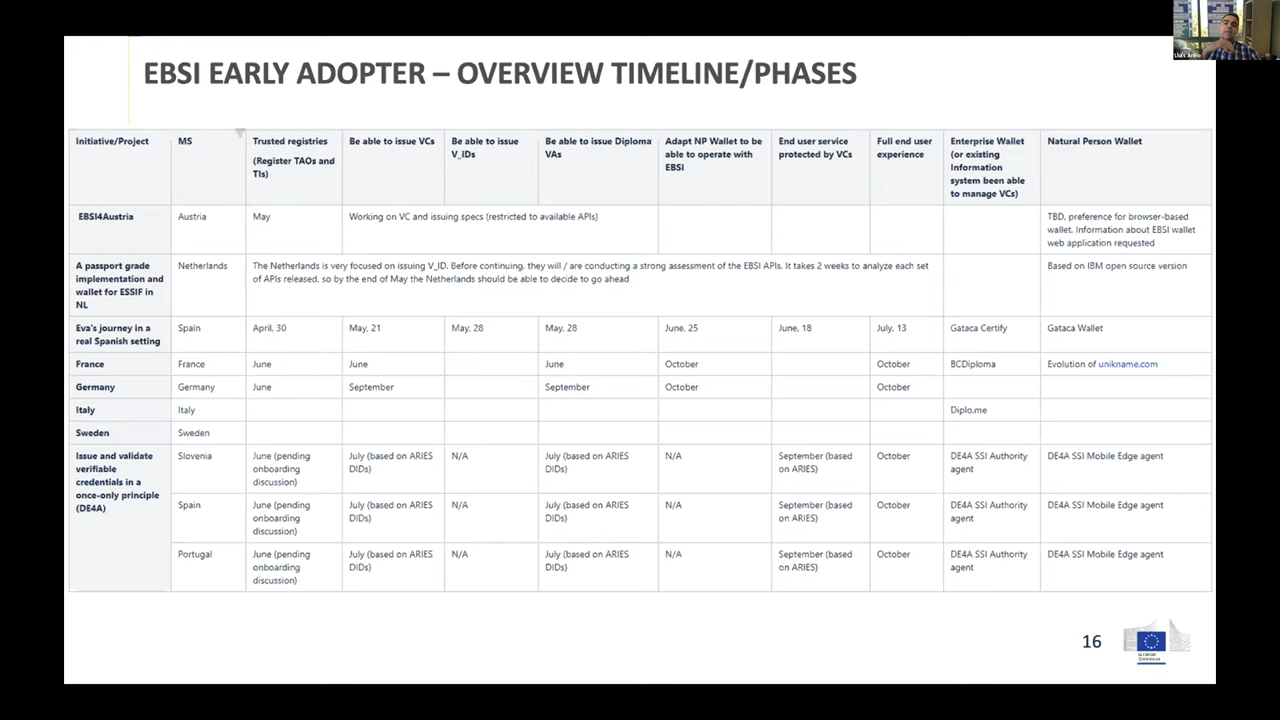 EBSI EARLY ADOPTER – OVERVIEW TIMELINE/PHASES
Initiative/Project
MS
Trusted registries
(Register TAOs and
TIs)
Be able to issue VCs
Be able to issue
V_IDs
Be able to issue Diploma
VAs
Adapt NP Wallet to be
able to operate with
EBSI
End user service
protected by VCs
Full end user
experience
Enterprise Wallet
(or existing
Information
system been able
to manage VCs)
Natural Person Wallet
EBSI4Austria
Austria
May
Working on VC and issuing specs (restricted to available APIs)
TBD, preference for browser-based
wallet. Information about EBSI wallet
web application requested
A passport grade
implementation and
wallet for ESSIF in
NL
Netherlands
The Netherlands is very focused on issuing V_ID. Before continuing, they will / are conducting a strong assessment of the EBSI APIs. It takes 2 weeks to analyze each set
of APIs released, so by the end of May the Netherlands should be able to decide to go ahead
Based on IBM open source version
Eva's journey in a
real Spanish setting
Spain
April, 30
May, 21
May, 28
May, 28
June, 25
June, 18
July, 13
Gataca Certify
Gataca Wallet
France
France
June
June
June
October
October
BCDiploma
Evolution of unikname.com
Germany
Germany
June
September
September
October
October
Italy
Italy
Diplo.me
Sweden
Sweden
Issue and validate
verifiable
credentials in a
once-only principle
(DE4A)
Slovenia
June (pending
onboarding
discussion)
July (based on ARIES
DIDs)
N/A
July (based on ARIES
DIDs)
N/A
September (based
on ARIES)
October
DE4A SSI Authority
agent
DE4A SSI Mobile Edge agent
Spain
June (pending
onboarding
discussion)
July (based on ARIES
DIDs)
N/A
July (based on ARIES
DIDs)
N/A
September (based
on ARIES)
October
DE4A SSI Authority
agent
DE4A SSI Mobile Edge agent
Portugal
June (pending
onboarding
discussion)
July (based on ARIES
DIDs)
N/A
July (based on ARIES
DIDs)
N/A
September (based
on ARIES)
October
DE4A SSI Authority
agent
DE4A SSI Mobile Edge agent
16